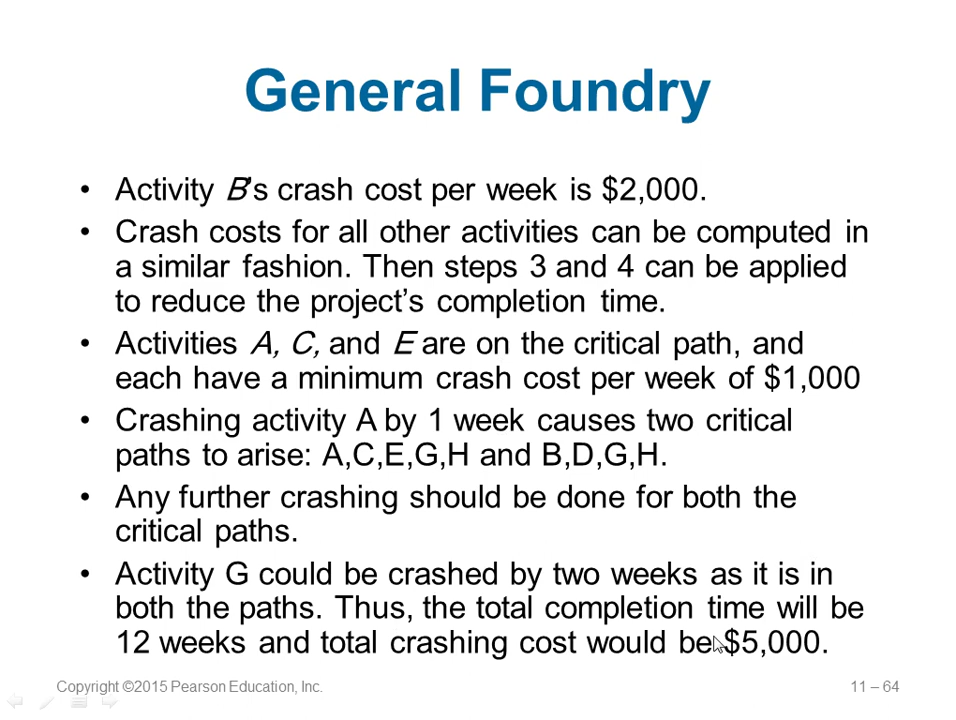 General Foundry
• Activity B's crash cost per week is $2,000.
• Crash costs for all other activities can be computed in
a similar fashion. Then steps 3 and 4 can be applied
to reduce the project’s completion time.
• Activities A, C, and E are on the critical path, and
each have a minimum crash cost per week of $1,000
• Crashing activity A by 1 week causes two critical
paths to arise: A,C,E,G,H and B,D,G,H.
• Any further crashing should be done for both the
critical paths.
• Activity G could be crashed by two weeks as it is in
both the paths. Thus, the total completion time will be
12 weeks and total crashing cost would be $5,000.
Copyright ©2015 Pearson Education, Inc.
11 – 64